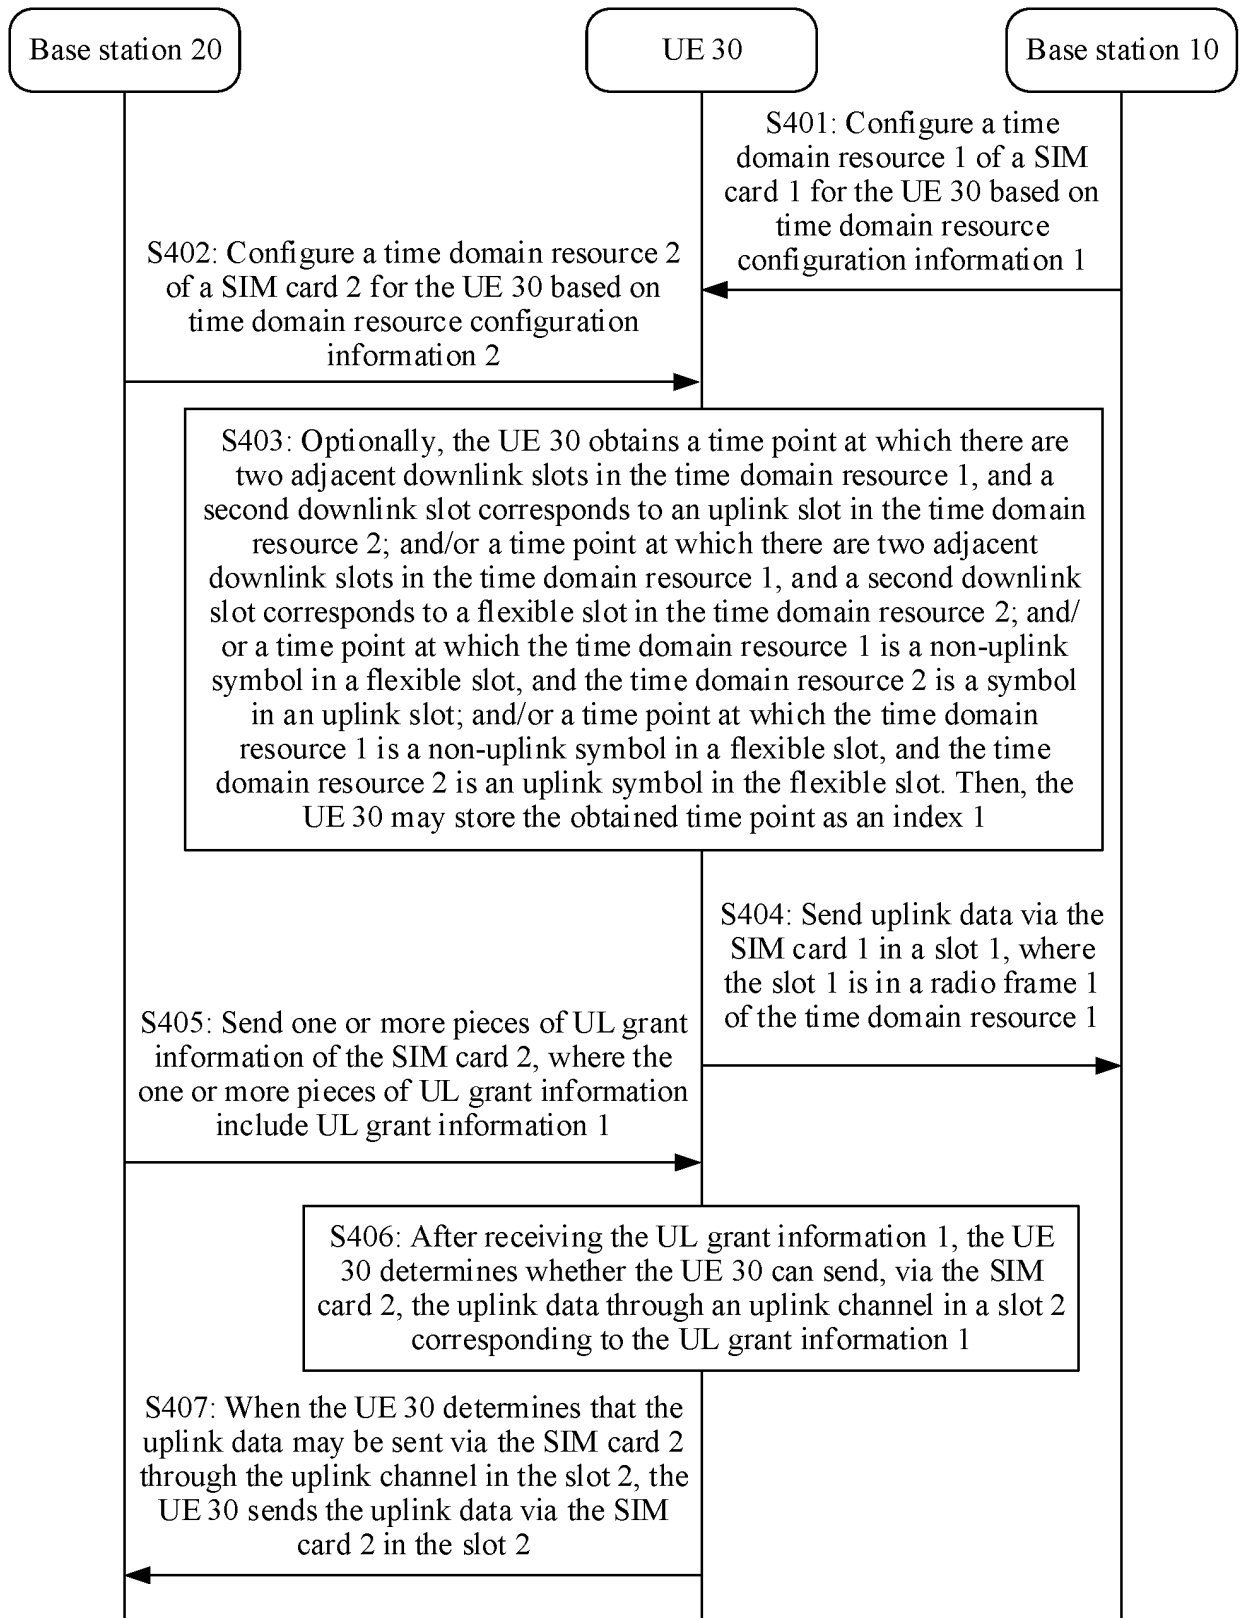 Base station 20
UE 30
Base station 10
S401: Configure a time
domain resource 1 of a SIM
card 1 for the UE 30 based on
time domain resource
configuration information 1
S402: Configure a time domain resource 2
of a SIM card 2 for the UE 30 based on
time domain resource configuration
information 2
S403: Optionally, the UE 30 obtains a time point at which there are
two adjacent downlink slots in the time domain resource 1, and a
second downlink slot corresponds to an uplink slot in the time domain
resource 2; and/or a time point at which there are two adjacent
downlink slots in the time domain resource 1, and a second downlink
slot corresponds to a flexible slot in the time domain resource 2; and/
or a time point at which the time domain resource 1 is a non-uplink
symbol in a flexible slot, and the time domain resource 2 is a symbol
in an uplink slot; and/or a time point at which the time domain
resource 1 is a non-uplink symbol in a flexible slot, and the time
domain resource 2 is an uplink symbol in the flexible slot. Then, the
UE 30 may store the obtained time point as an index 1
S404: Send uplink data via the
SIM card 1 in a slot 1, where
the slot 1 is in a radio frame 1
of the time domain resource 1
S405: Send one or more pieces of UL grant
information of the SIM card 2, where the
one or more pieces of UL grant information
include UL grant information 1
S406: After receiving the UL grant information 1, the UE
30 determines whether the UE 30 can send, via the SIM
card 2, the uplink data through an uplink channel in a slot 2
corresponding to the UL grant information 1
S407: When the UE 30 determines that the
uplink data may be sent via the SIM card 2
through the uplink channel in the slot 2, the
UE 30 sends the uplink data via the SIM
card 2 in the slot 2